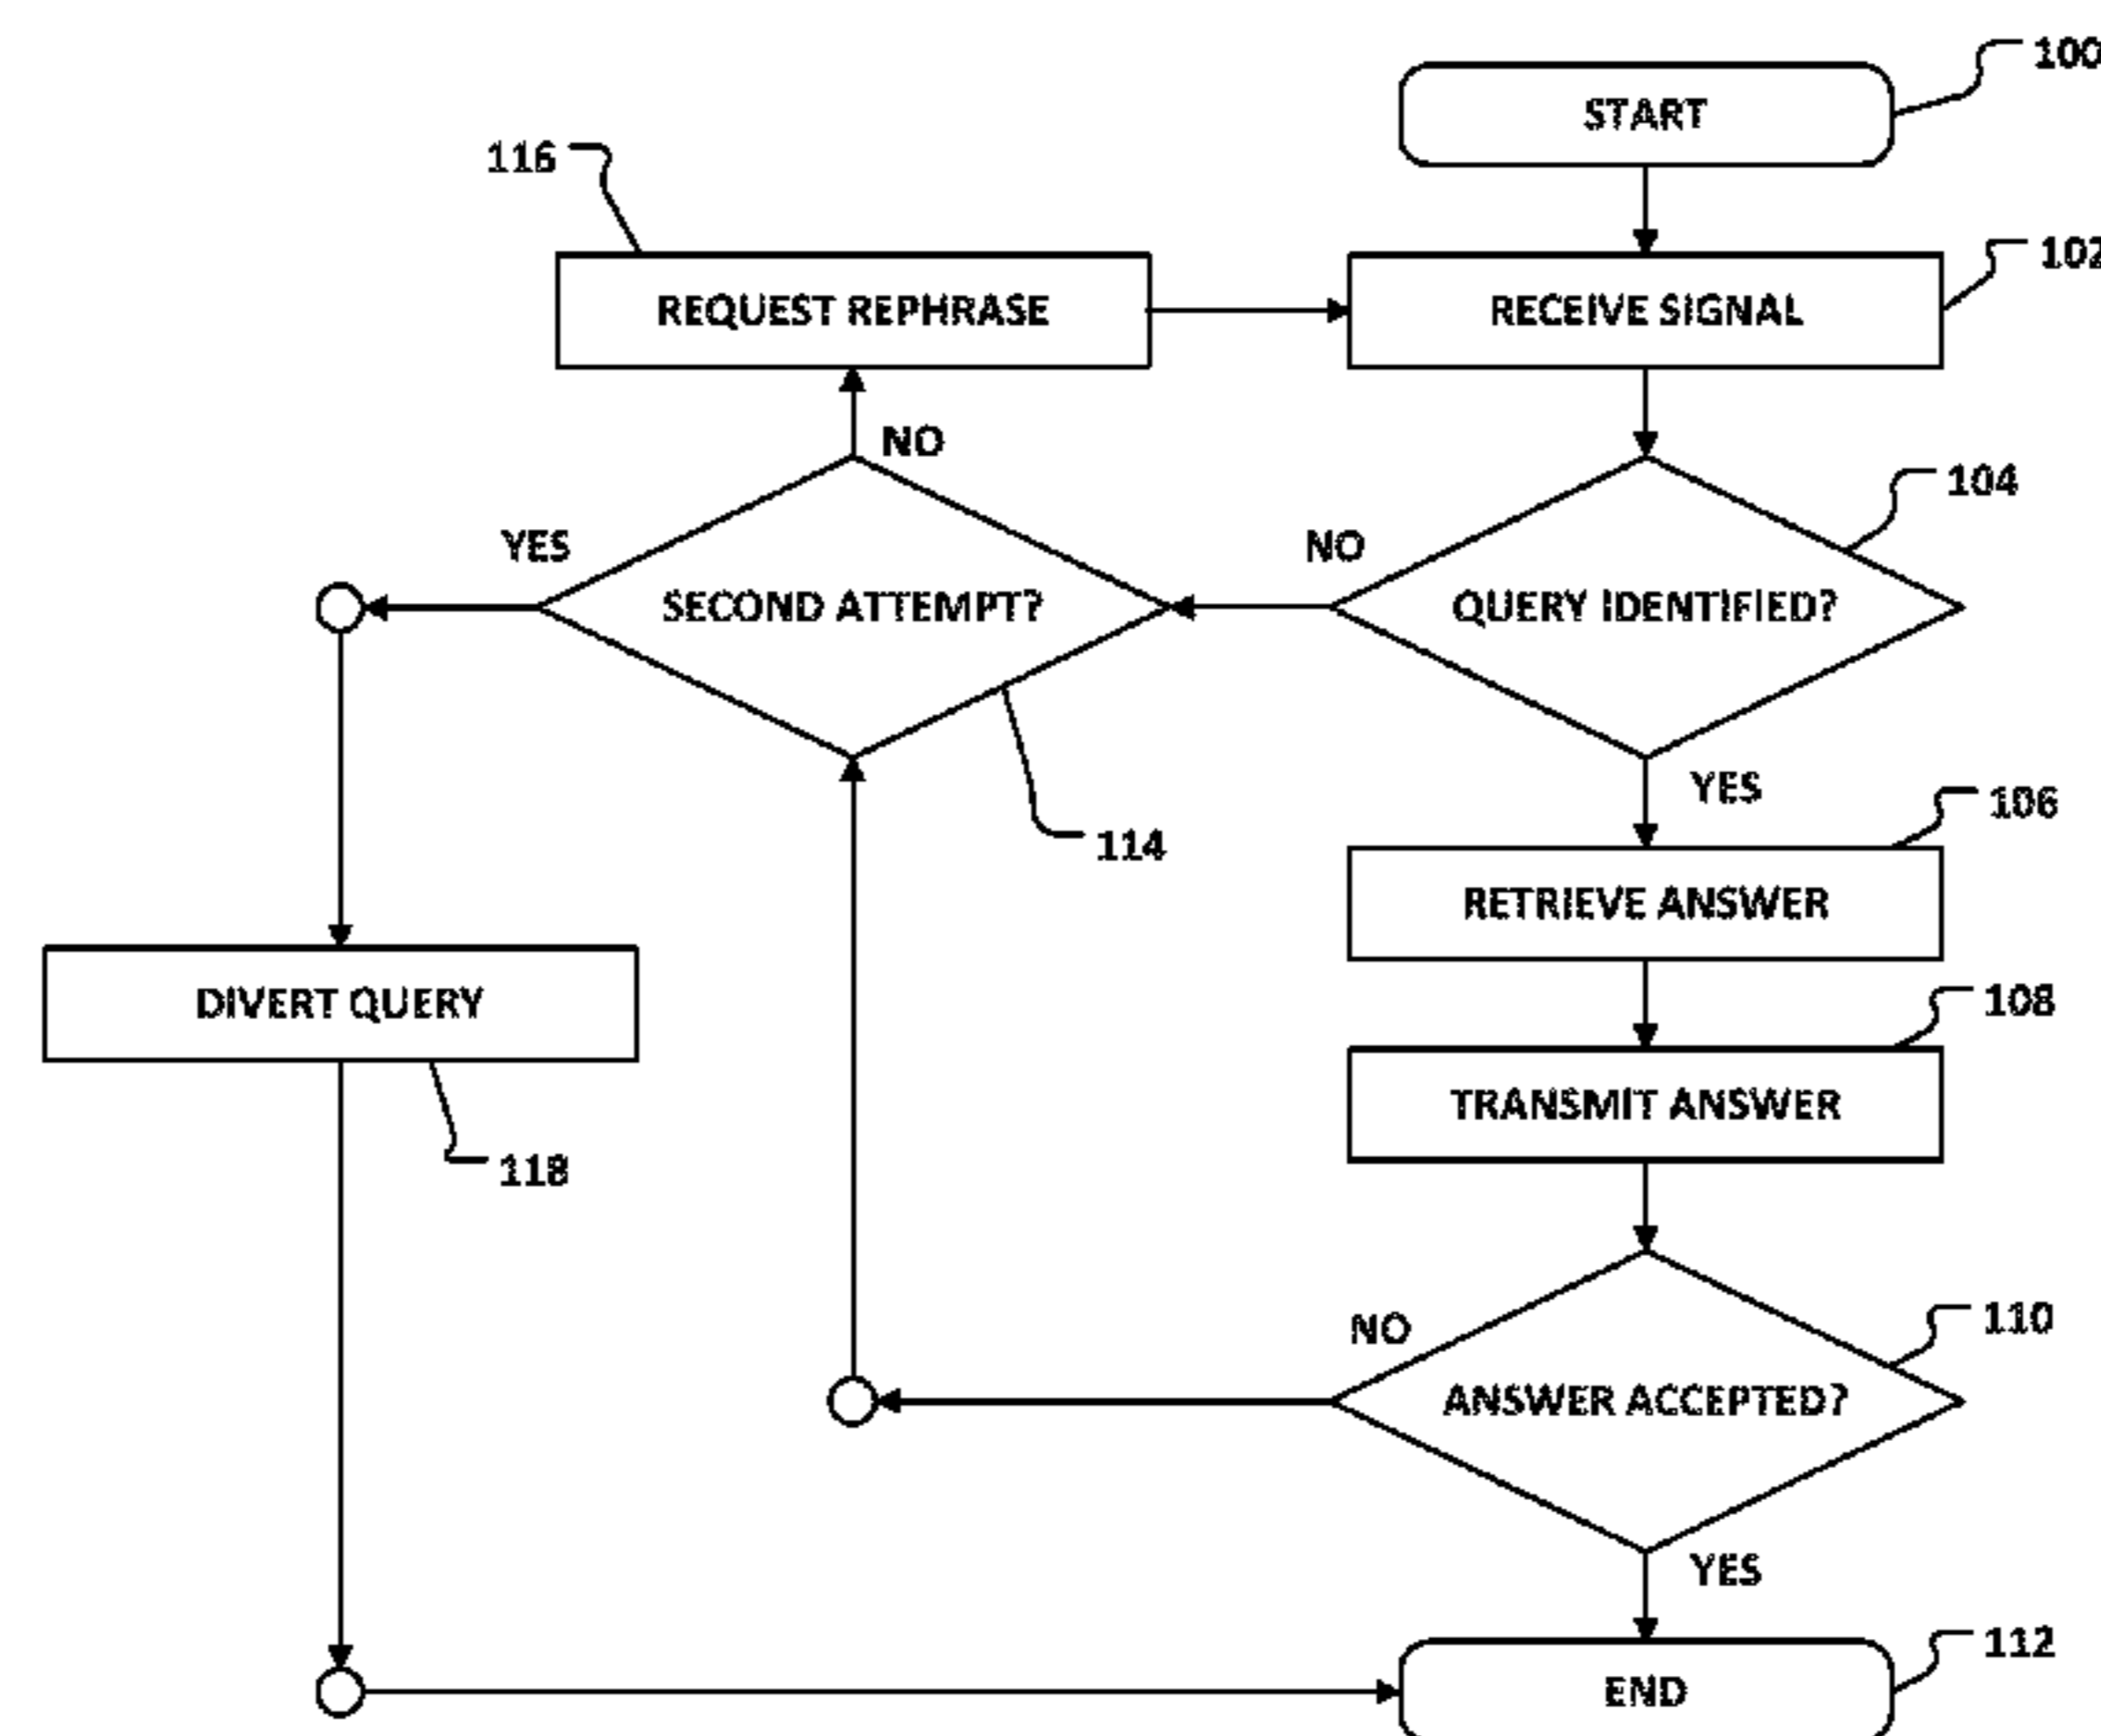 START
100
116
REQUEST REPHRASE
RECEIVE SIGNAL
102
NO
104
YES
NO
SECOND ATTEMPT?
QUERY IDENTIFIED?
YES
106
114
RETRIEVE ANSWER
DIVERT QUERY
108
TRANSMIT ANSWER
118
NO
110
ANSWER ACCEPTED?
YES
112
END